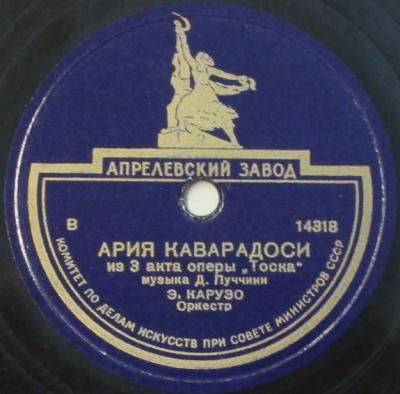 АПРЕЛЕВСКИЙ ЗАВОД
В 14318
АРИЯ КАВАРАДОСИ
из 3 акта оперы „Тоска“
музыка Д. Пуччини
Э. КАРУЗО
Оркестр
КОМИТЕТ ПО ДЕЛАМ ИСКУССТВ ПРИ СОВЕТЕ МИНИСТРОВ СССР